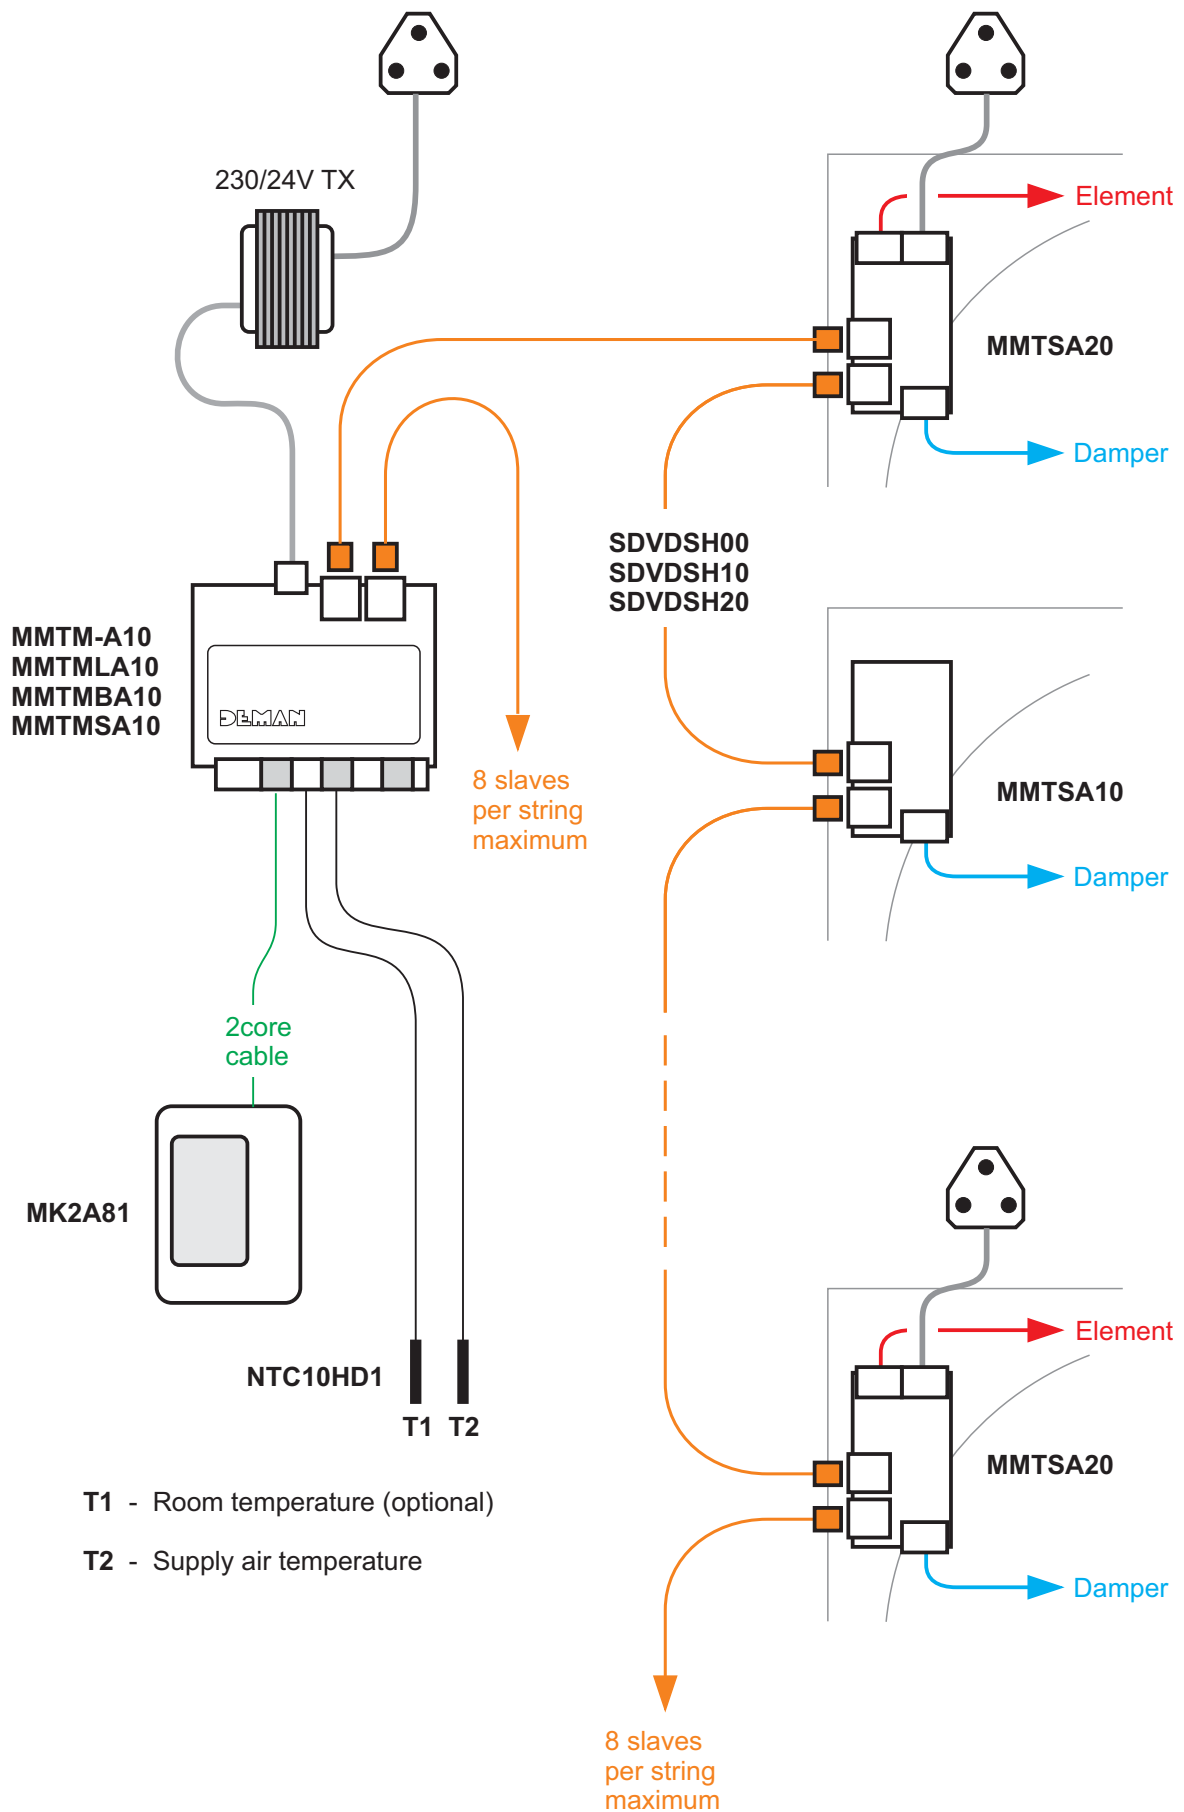 230/24V TX
Element
MMTSA20
Damper
SDVDSH00
SDVDSH10
SDVDSH20
MMTM-A10
MMTMLA10
MMTMBA10
MMTMSA10
DEMAN
8 slaves
per string
maximum
MMTSA10
Damper
2core
cable
MK2A81
NTC10HD1
T1 T2
Element
MMTSA20
Damper
T1 - Room temperature (optional)
T2 - Supply air temperature
8 slaves
per string
maximum